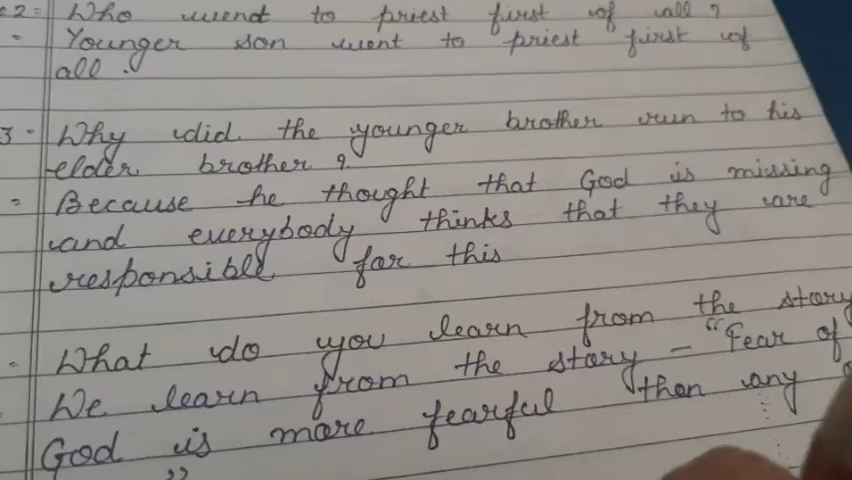 2= Who went to priest first of all?
= Younger son went to priest first of
all.
3= Why did the younger brother run to his
elder brother?
= Because he thought that God is missing
and everybody thinks that they are
responsible for this
What do you learn from the story
We learn from the story - "Fear of
God is more fearful then any
"